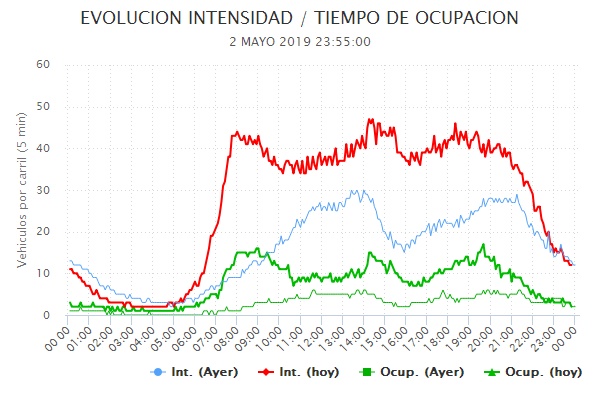 EVOLUCION INTENSIDAD / TIEMPO DE OCUPACION
2 MAYO 2019 23:55:00
Vehículos por carril (5 min)
60
50
40
30
20
10
0
00:00 01:00 02:00 03:00 04:00 05:00 06:00 07:00 08:00 09:00 10:00 11:00 12:00 13:00 14:00 15:00 16:00 17:00 18:00 19:00 20:00 21:00 22:00 23:00 00:00
Int. (Ayer) Int. (hoy) Ocup. (Ayer) Ocup. (hoy)